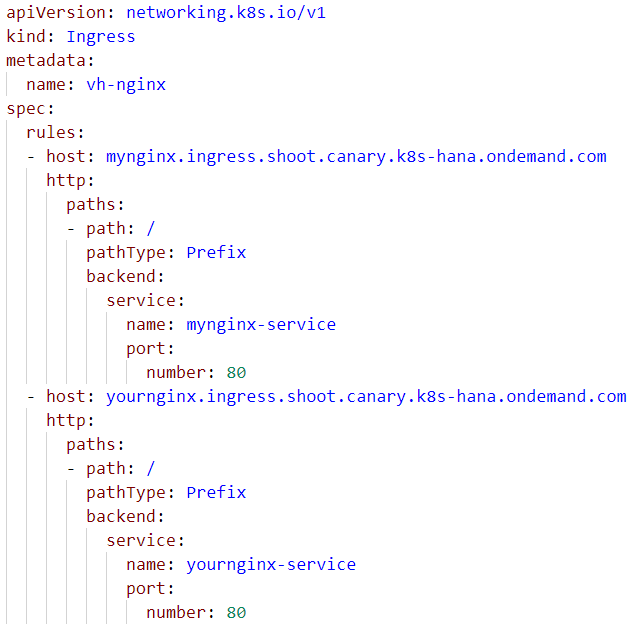 apiVersion: networking.k8s.io/v1
kind: Ingress
metadata:
  name: vh-nginx
spec:
  rules:
  - host: mynginx.ingress.shoot.canary.k8s-hana.ondemand.com
    http:
      paths:
      - path: /
        pathType: Prefix
        backend:
          service:
            name: mynginx-service
            port:
              number: 80
  - host: yournginx.ingress.shoot.canary.k8s-hana.ondemand.com
    http:
      paths:
      - path: /
        pathType: Prefix
        backend:
          service:
            name: yournginx-service
            port:
              number: 80